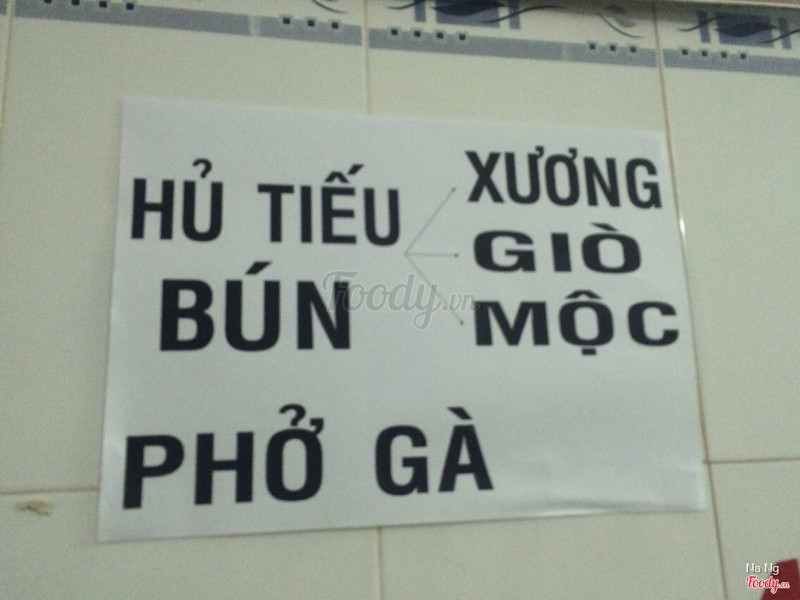 HỦ TIẾU
BÚN
XƯƠNG
GIÒ
MỘC
PHỞ GÀ
Foody.vn
Na Ng
Foody.vn